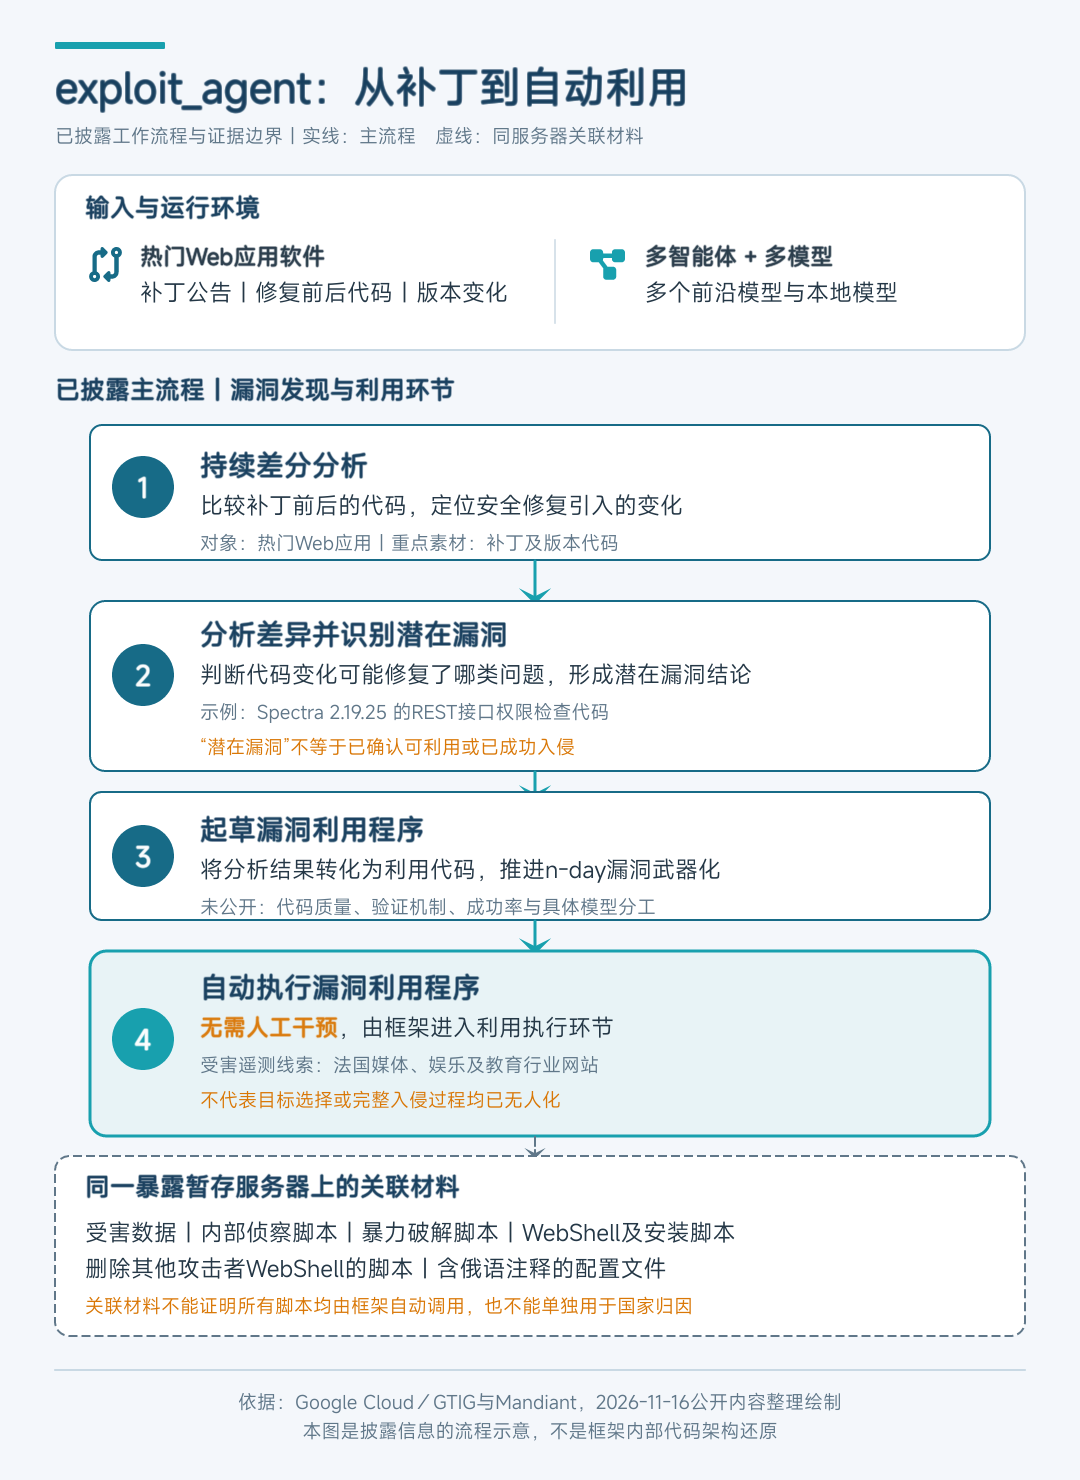 exploit_agent：从补丁到自动利用
已披露工作流程与证据边界丨实线：主流程　虚线：同服务器关联材料
输入与运行环境
热门Web应用软件
补丁公告丨修复前后代码丨版本变化
多智能体 + 多模型
多个前沿模型与本地模型
已披露主流程丨漏洞发现与利用环节
1
持续差分分析
比较补丁前后的代码，定位安全修复引入的变化
对象：热门Web应用丨重点素材：补丁及版本代码
2
分析差异并识别潜在漏洞
判断代码变化可能修复了哪类问题，形成潜在漏洞结论
示例：Spectra 2.19.25 的REST接口权限检查代码
“潜在漏洞”不等于已确认可利用或已成功入侵
3
起草漏洞利用程序
将分析结果转化为利用代码，推进n-day漏洞武器化
未公开：代码质量、验证机制、成功率与具体模型分工
4
自动执行漏洞利用程序
无需人工干预，由框架进入利用执行环节
受害遥测线索：法国媒体、娱乐及教育行业网站
不代表目标选择或完整入侵过程均已无人化
同一暴露暂存服务器上的关联材料
受害数据丨内部侦察脚本丨暴力破解脚本丨WebShell及安装脚本
删除其他攻击者WebShell的脚本丨含俄语注释的配置文件
关联材料不能证明所有脚本均由框架自动调用，也不能单独用于国家归因
依据：Google Cloud／GTIG与Mandiant，2026-11-16公开内容整理绘制
本图是披露信息的流程示意，不是框架内部代码架构还原